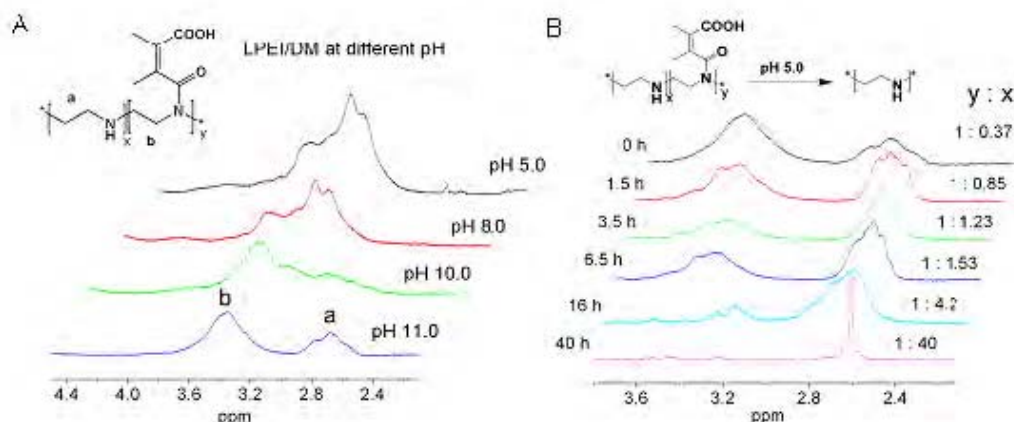 A
COOH
LPEI/DM at different pH
O
a
N
N
H
x
b
y
pH 5.0
pH 8.0
pH 10.0
b
a
pH 11.0
4.4 4.0 3.6 3.2 2.8 2.4
ppm
B
COOH
O
N
N
H
x
y
pH 5.0
N
H
y : x
0 h
1 : 0.37
1.5 h
1 : 0.85
3.5 h
1 : 1.23
6.5 h
1 : 1.53
16 h
1 : 4.2
40 h
1 : 40
3.6 3.2 2.8 2.4
ppm